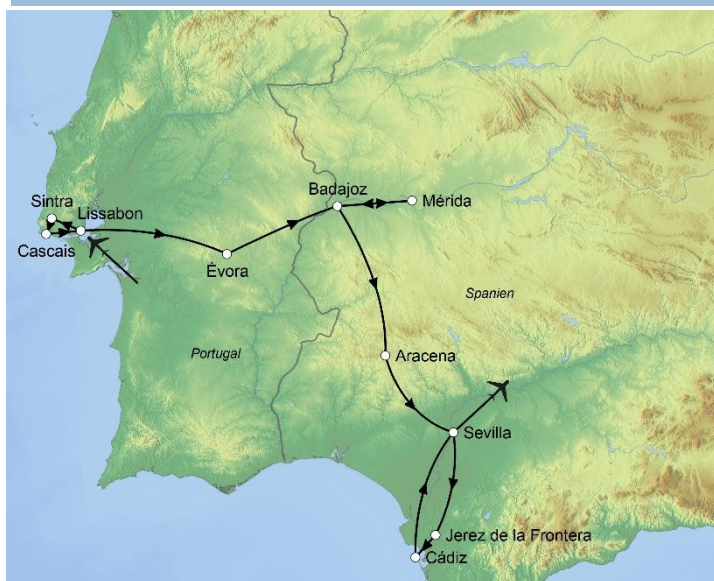 Badajoz
Mérida
Sintra
Lissabon
Cascais
Évora
Spanien
Portugal
Aracena
Sevilla
Jerez de la Frontera
Cádiz